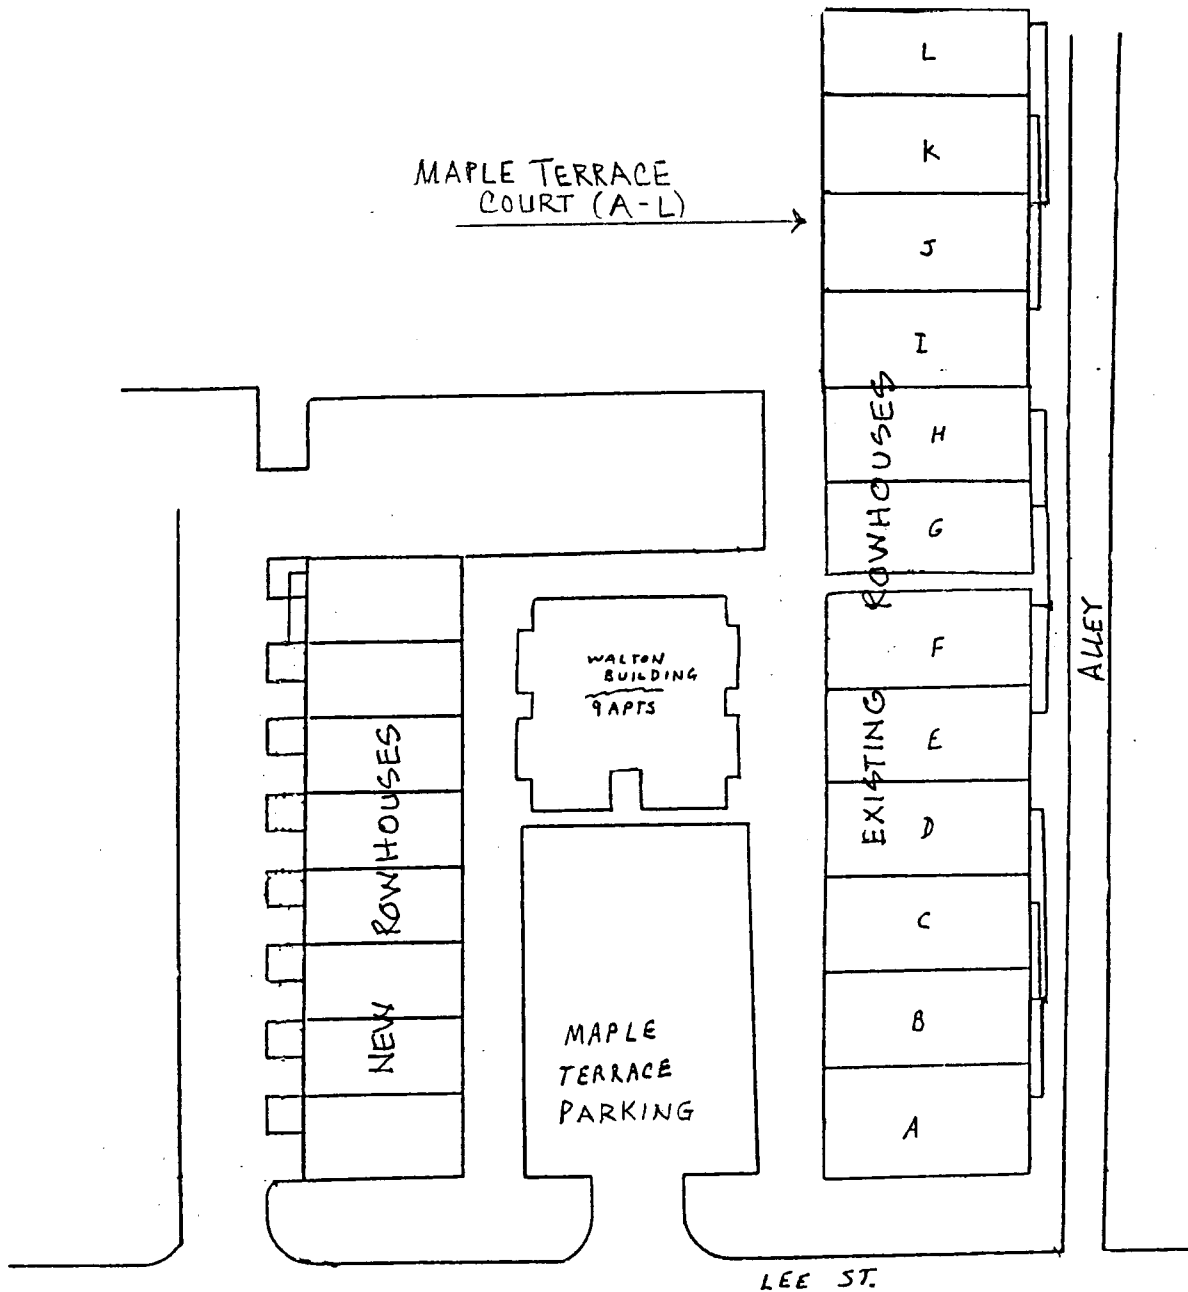 L
K
MAPLE TERRACE
COURT (A-L)
J
I
H
G
EXISTING ROWHOUSES
F
WALTON
BUILDING
9 APTS
ALLEY
E
D
NEW ROWHOUSES
C
B
MAPLE
TERRACE
PARKING
A
LEE ST.